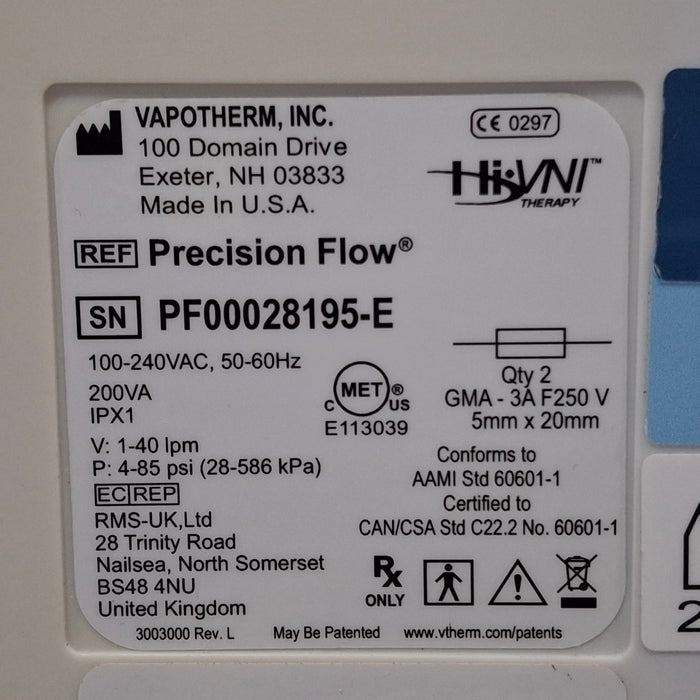 VAPOTHERM, INC.
100 Domain Drive
Exeter, NH 03833
Made In U.S.A.
CE 0297
Hi-VNI™
THERAPY
REF Precision Flow®
SN PF00028195-E
100-240VAC, 50-60Hz
200VA
IPX1
V: 1-40 lpm
P: 4-85 psi (28-586 kPa)
C MET® US
E113039
Qty 2
GMA - 3A F250 V
5mm x 20mm
Conforms to
AAMI Std 60601-1
Certified to
CAN/CSA Std C22.2 No. 60601-1
EC REP
RMS-UK,Ltd
28 Trinity Road
Nailsea, North Somerset
BS48 4NU
United Kingdom
Rx
ONLY
3003000 Rev. L May Be Patented www.vtherm.com/patents
2